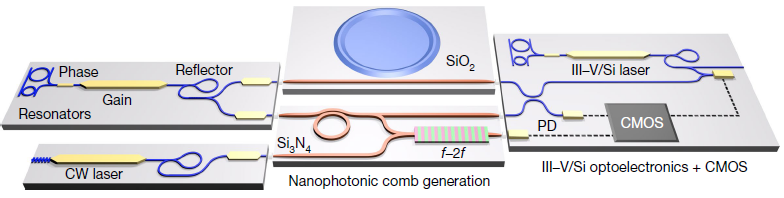 Phase
Reflector
Gain
Resonators
CW laser
SiO2
Si3N4
f–2f
Nanophotonic comb generation
III–V/Si laser
PD
CMOS
III–V/Si optoelectronics + CMOS